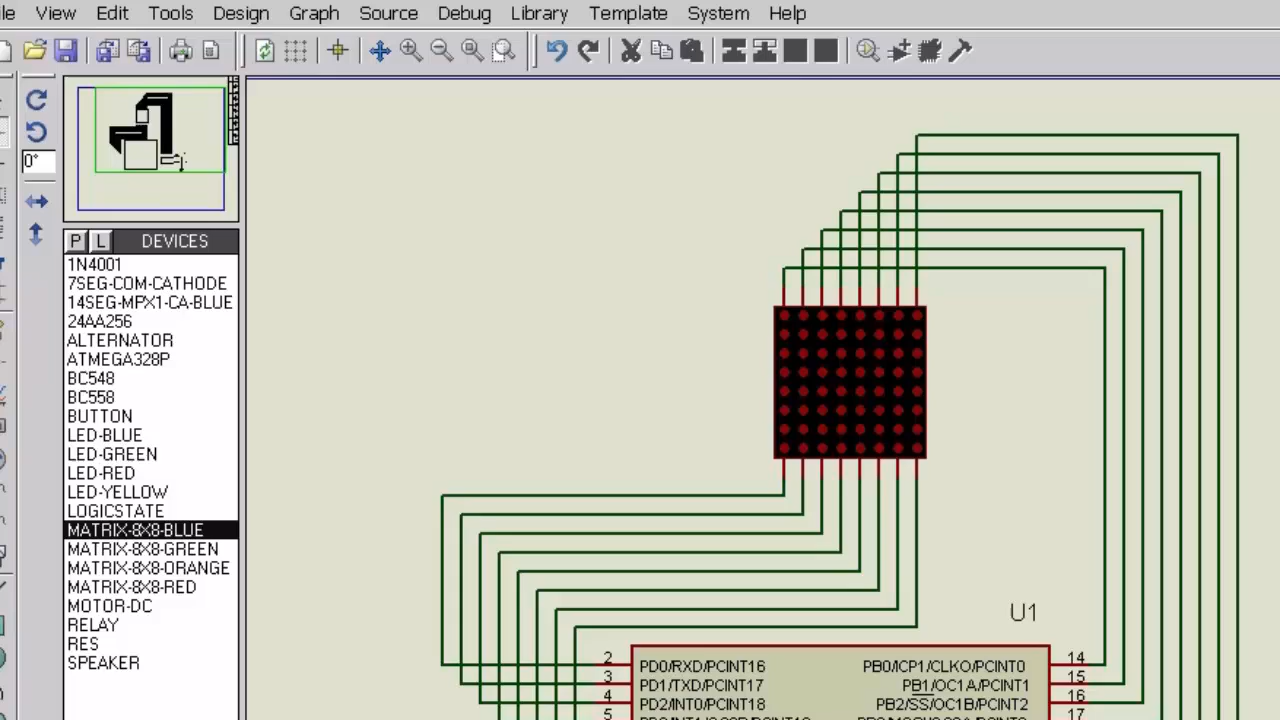 View Edit Tools Design Graph Source Debug Library Template System Help
0°
P L DEVICES
1N4001
7SEG-COM-CATHODE
14SEG-MPX1-CA-BLUE
24AA256
ALTERNATOR
ATMEGA328P
BC548
BC558
BUTTON
LED-BLUE
LED-GREEN
LED-RED
LED-YELLOW
LOGICSTATE
MATRIX-8X8-BLUE
MATRIX-8X8-GREEN
MATRIX-8X8-ORANGE
MATRIX-8X8-RED
MOTOR-DC
RELAY
RES
SPEAKER
U1
2 PD0/RXD/PCINT16 PB0/ICP1/CLKO/PCINT0 14
3 PD1/TXD/PCINT17 PB1/OC1A/PCINT1 15
4 PD2/INT0/PCINT18 PB2/SS/OC1B/PCINT2 16
5 17